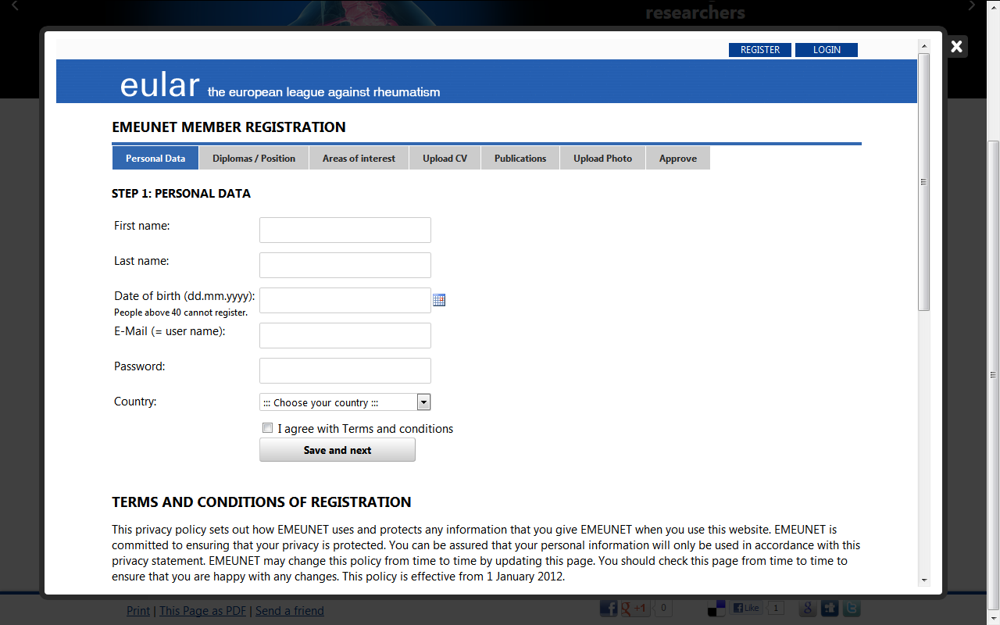 researchers
REGISTER LOGIN
eular the european league against rheumatism
EMEUNET MEMBER REGISTRATION
Personal Data Diplomas / Position Areas of interest Upload CV Publications Upload Photo Approve
STEP 1: PERSONAL DATA
First name:
Last name:
Date of birth (dd.mm.yyyy):
People above 40 cannot register.
E-Mail (= user name):
Password:
Country:
::: Choose your country :::
I agree with Terms and conditions
Save and next
TERMS AND CONDITIONS OF REGISTRATION
This privacy policy sets out how EMEUNET uses and protects any information that you give EMEUNET when you use this website. EMEUNET is
committed to ensuring that your privacy is protected. You can be assured that your personal information will only be used in accordance with this
privacy statement. EMEUNET may change this policy from time to time by updating this page. You should check this page from time to time to
ensure that you are happy with any changes. This policy is effective from 1 January 2012.
Print | This Page as PDF | Send a friend
+1 0 Like 1